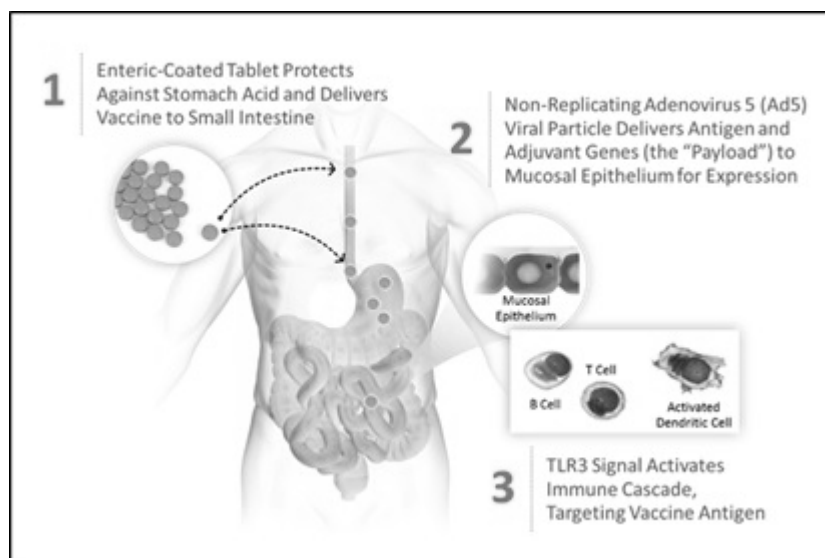 1
Enteric-Coated Tablet Protects
Against Stomach Acid and Delivers
Vaccine to Small Intestine
2
Non-Replicating Adenovirus 5 (Ad5)
Viral Particle Delivers Antigen and
Adjuvant Genes (the “Payload”) to
Mucosal Epithelium for Expression
Mucosal
Epithelium
B Cell
T Cell
Activated
Dendritic Cell
3
TLR3 Signal Activates
Immune Cascade,
Targeting Vaccine Antigen